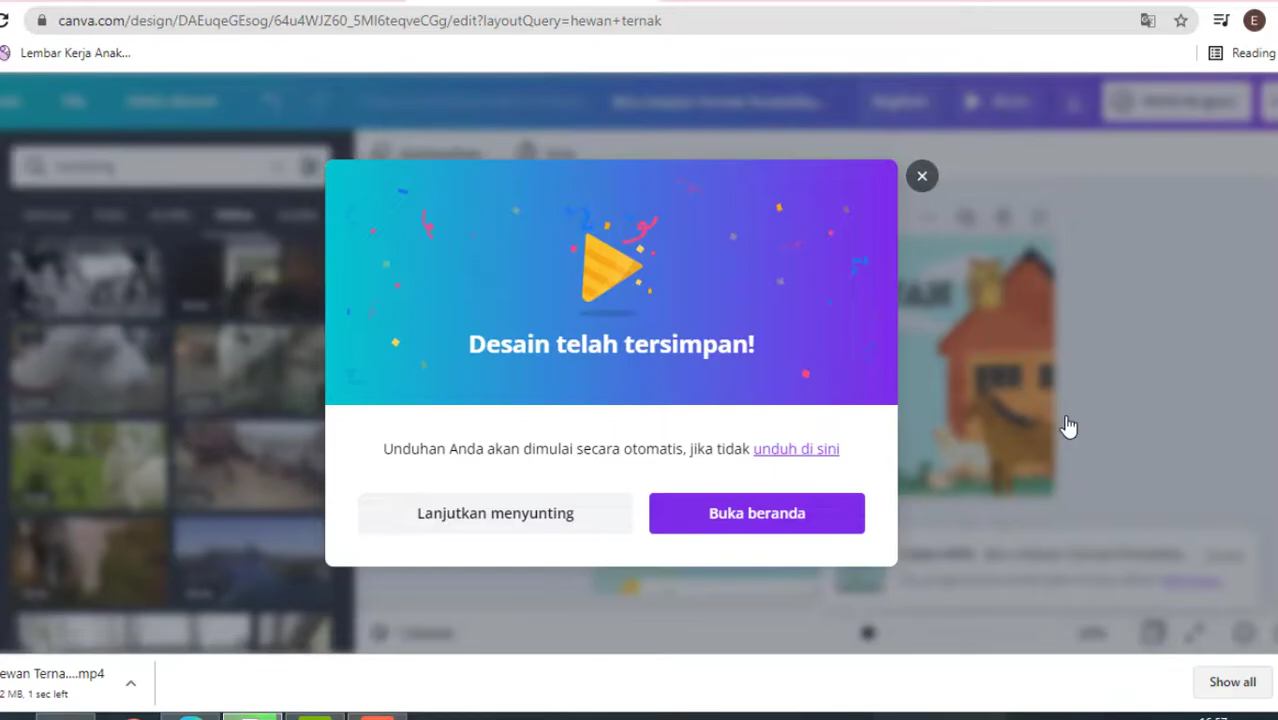 canva.com/design/DAEuqeGEsog/64u4WJZ60_5MI6teqveCGg/edit?layoutQuery=hewan+ternak
E
Lembar Kerja Anak...
Reading
Desain telah tersimpan!
Unduhan Anda akan dimulai secara otomatis, jika tidak unduh di sini
Lanjutkan menyunting
Buka beranda
ewan Terna....mp4
2 MB, 1 sec left
Show all